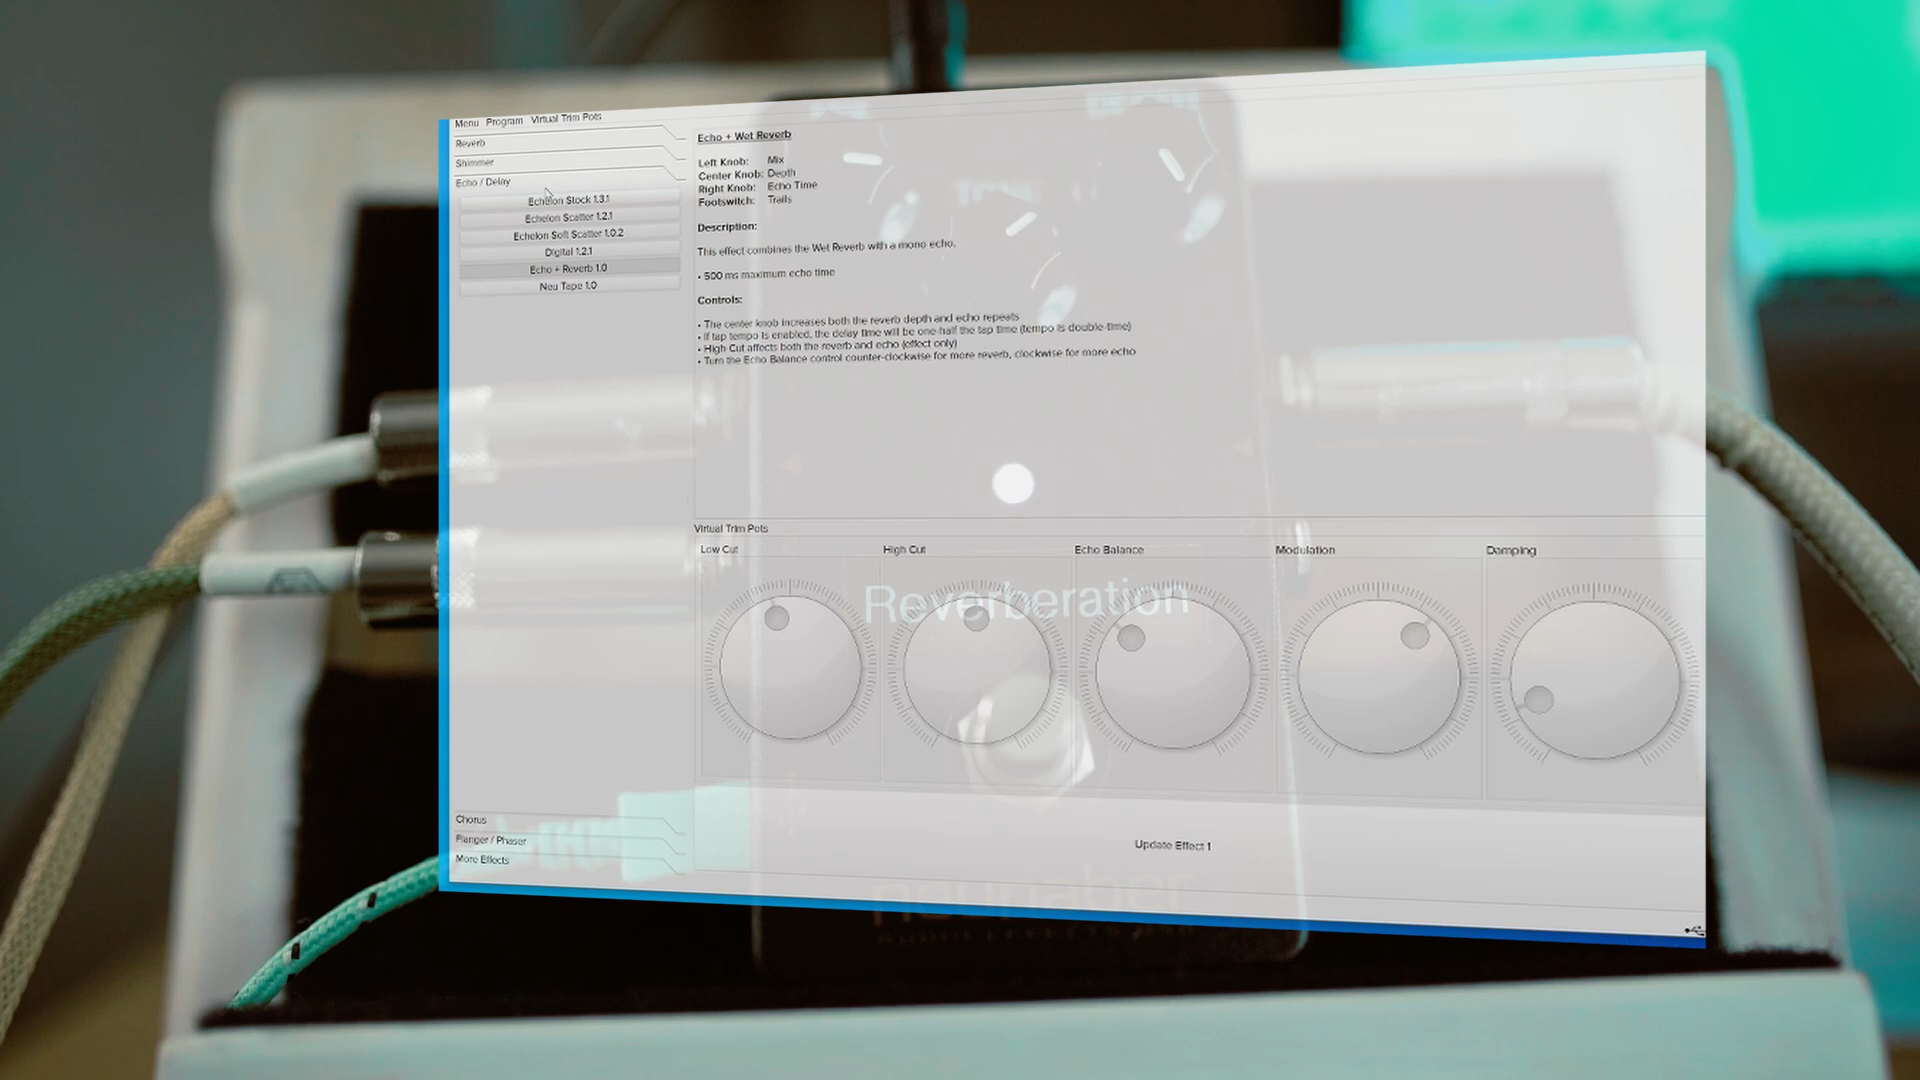 Menu Program Virtual Trim Pots
Reverb
Shimmer
Echo / Delay
Echelon Stock 1.3.1
Echelon Scatter 1.2.1
Echelon Soft Scatter 1.0.2
Digital 1.2.1
Echo + Reverb 1.0
Neu Tape 1.0
Chorus
Flanger / Phaser
More Effects
Echo + Wet Reverb
Left Knob: Mix
Center Knob: Depth
Right Knob: Echo Time
Footswitch: Trails
Description:
This effect combines the Wet Reverb with a mono echo.
• 500 ms maximum echo time
Controls:
• The center knob increases both the reverb depth and echo repeats
• If tap tempo is enabled, the delay time will be one-half the tap time (tempo is double-time)
• High Cut affects both the reverb and echo (effect only)
• Turn the Echo Balance control counter-clockwise for more reverb, clockwise for more echo
TONE
Virtual Trim Pots
Low Cut
High Cut
Echo Balance
Modulation
Damping
Reverberation
Update Effect 1
neunaber